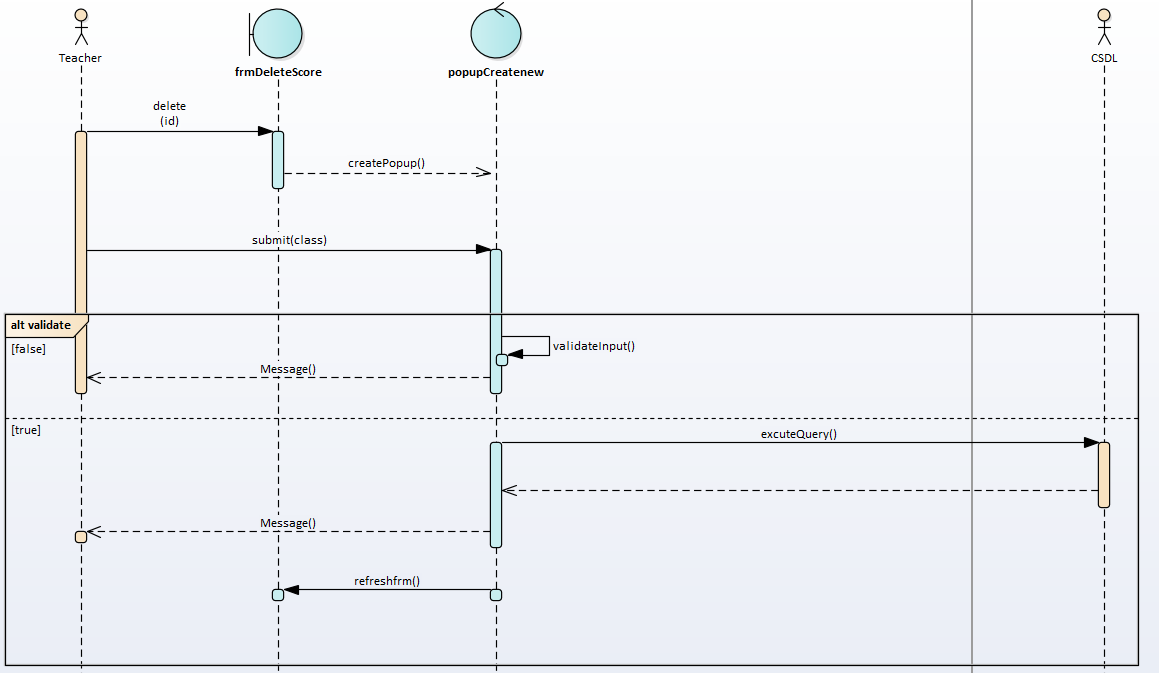 Teacher
frmDeleteScore
popupCreatenew
CSDL
delete
(id)
createPopup()
submit(class)
alt validate
[false]
validateInput()
Message()
[true]
excuteQuery()
Message()
refreshfrm()